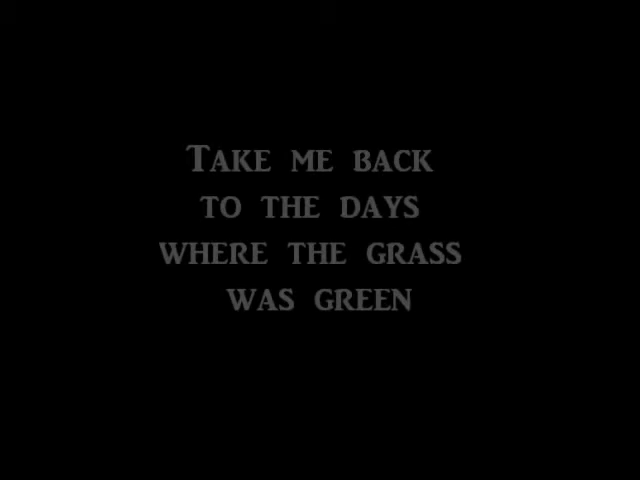 Take me back
to the days
where the grass
was green